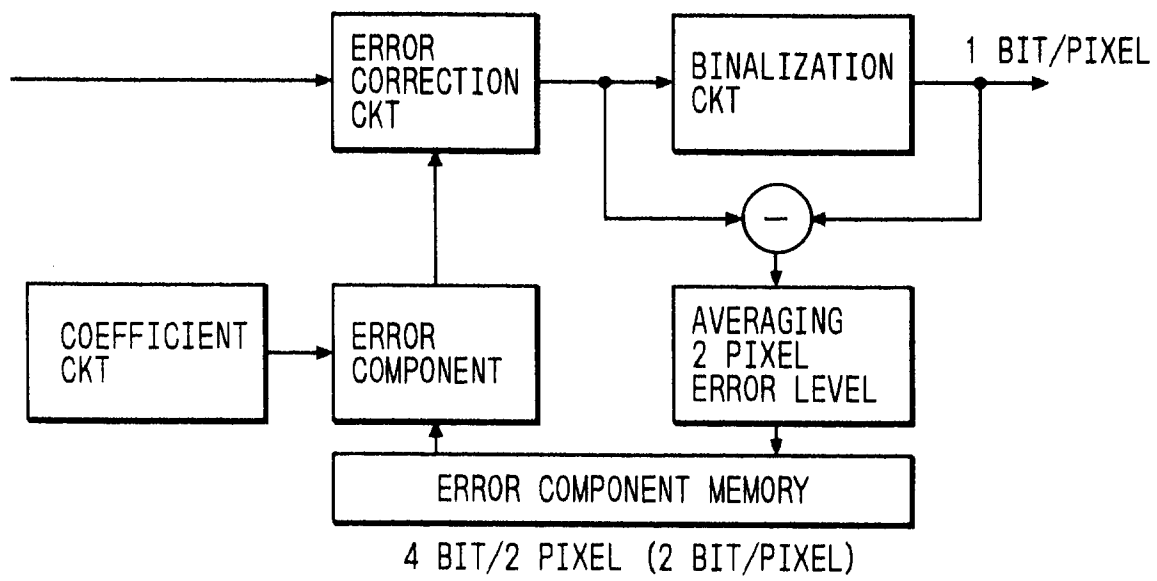 ERROR
CORRECTION
CKT
BINALIZATION
CKT
1 BIT/PIXEL
−
COEFFICIENT
CKT
ERROR
COMPONENT
AVERAGING
2 PIXEL
ERROR LEVEL
ERROR COMPONENT MEMORY
4 BIT/2 PIXEL (2 BIT/PIXEL)